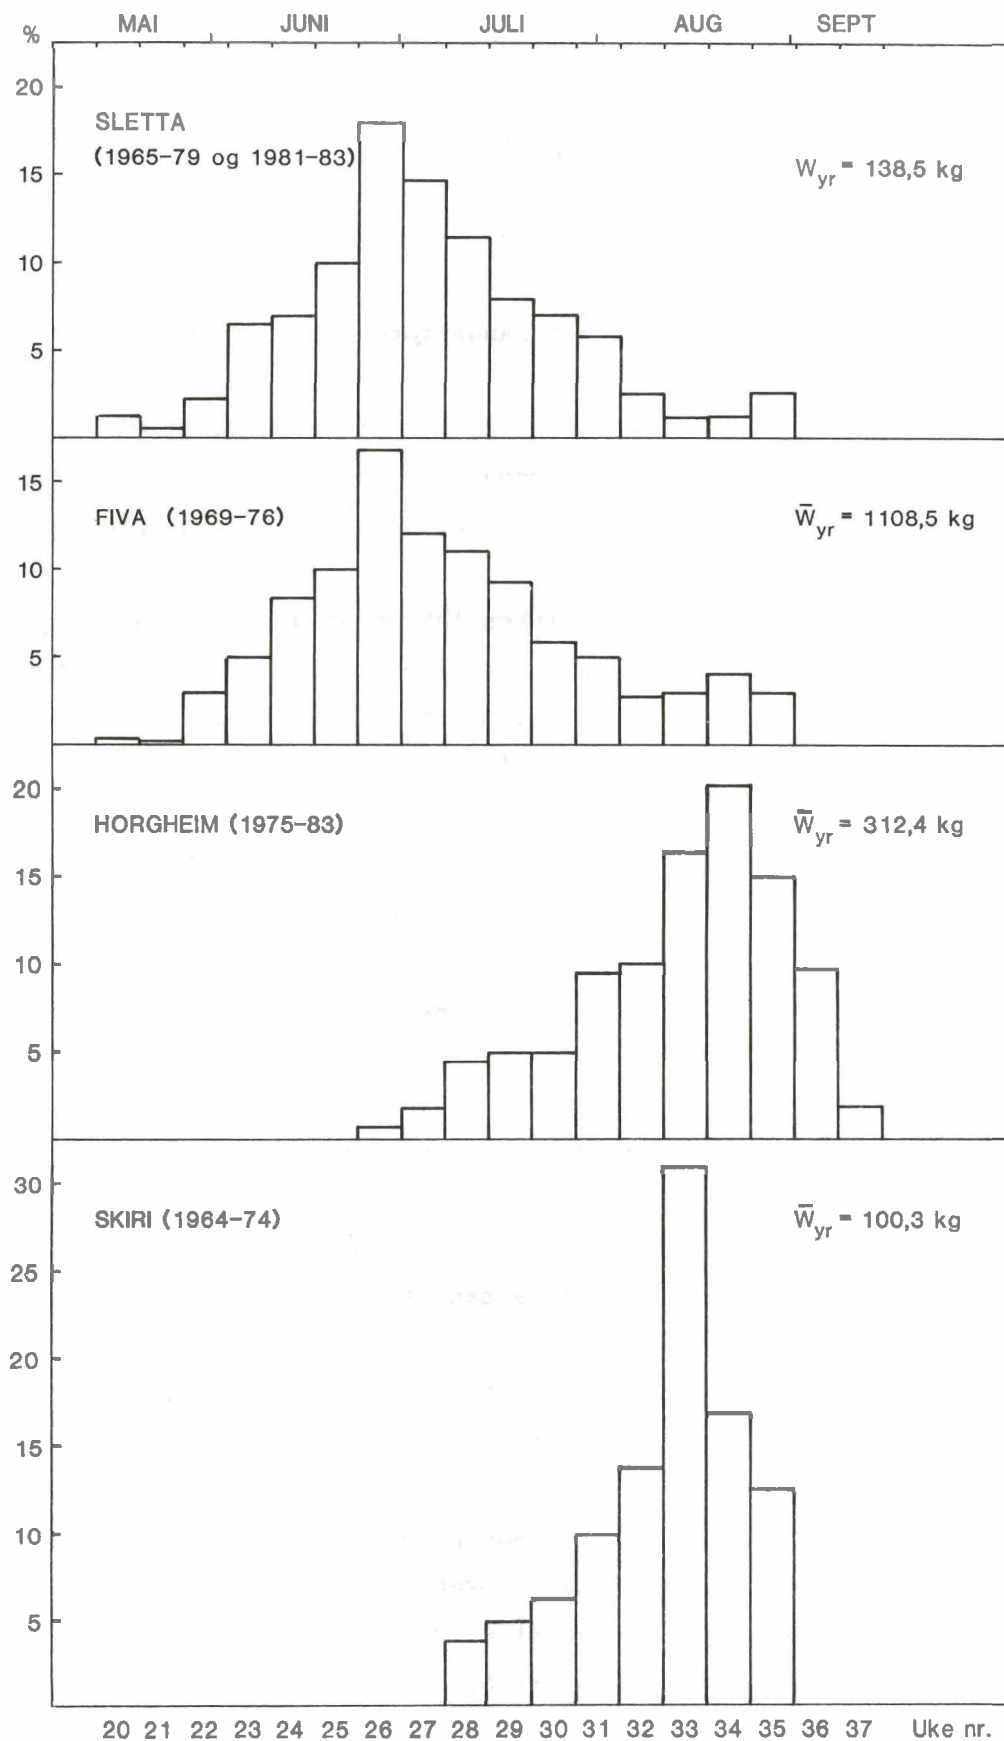 MAI JUNI JULI AUG SEPT
%
20
SLETTA
(1965-79 og 1981-83)
W yr = 138,5 kg
15
10
5
15
FIVA (1969-76)
W̄ yr = 1108,5 kg
10
5
20
HORGHEIM (1975-83)
W̄ yr = 312,4 kg
15
10
5
30
SKIRI (1964-74)
W̄ yr = 100,3 kg
25
20
15
10
5
20 21 22 23 24 25 26 27 28 29 30 31 32 33 34 35 36 37 Uke nr.